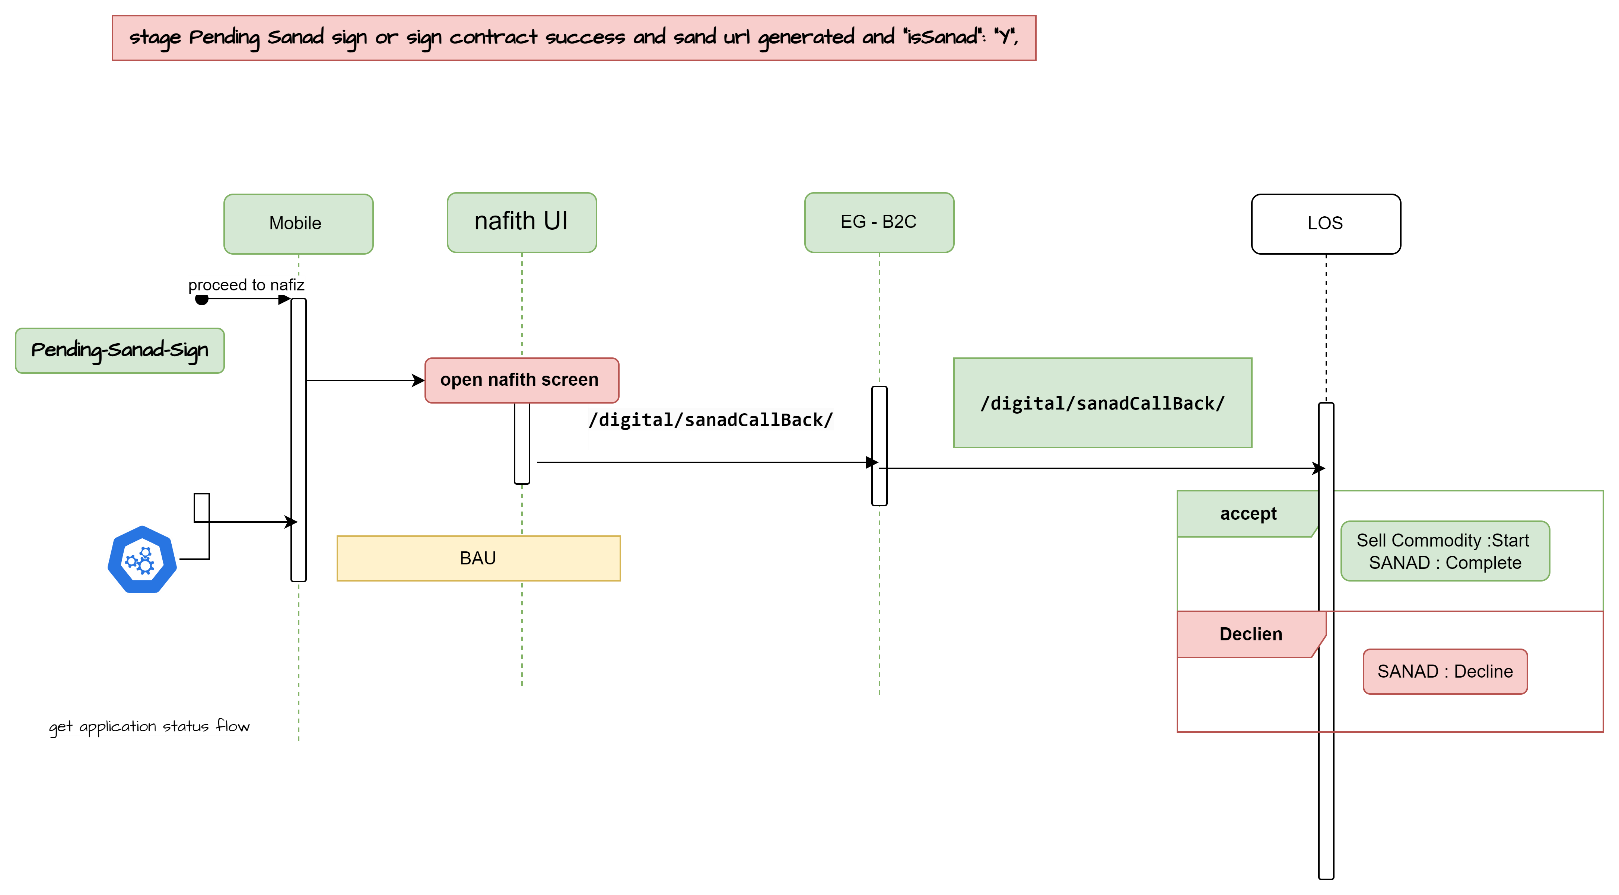 stage Pending Sanad sign or sign contract success and sand url generated and "isSanad": "Y",
Mobile
nafith UI
EG - B2C
LOS
proceed to nafiz
Pending-Sanad-Sign
open nafith screen
/digital/sanadCallBack/
/digital/sanadCallBack/
accept
Sell Commodity :Start
SANAD : Complete
BAU
Declien
SANAD : Decline
get application status flow